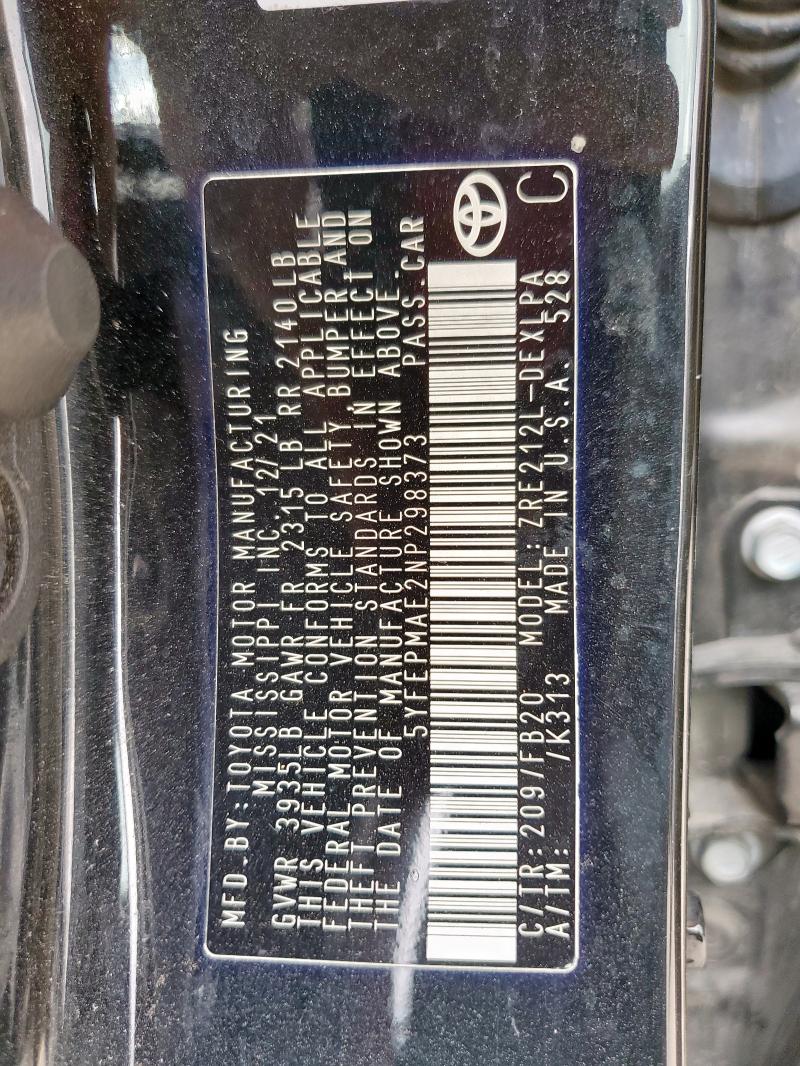 MFD.BY:TOYOTA MOTOR MANUFACTURING
MISSISSIPPI INC.12/21
GVWR 3935LB GAWR FR 2315 LB RR 2140LB
THIS VEHICLE CONFORMS TO ALL APPLICABLE
FEDERAL MOTOR VEHICLE SAFETY, BUMPER AND
THEFT PREVENTION STANDARDS IN EFFECT ON
THE DATE OF MANUFACTURE SHOWN ABOVE.
5YFEPMAE2NP298373 PASS.CAR
C/TR:209/FB20 MODEL:ZRE212L-DEXLPA
A/TM: /K313 MADE IN U.S.A. 528 C